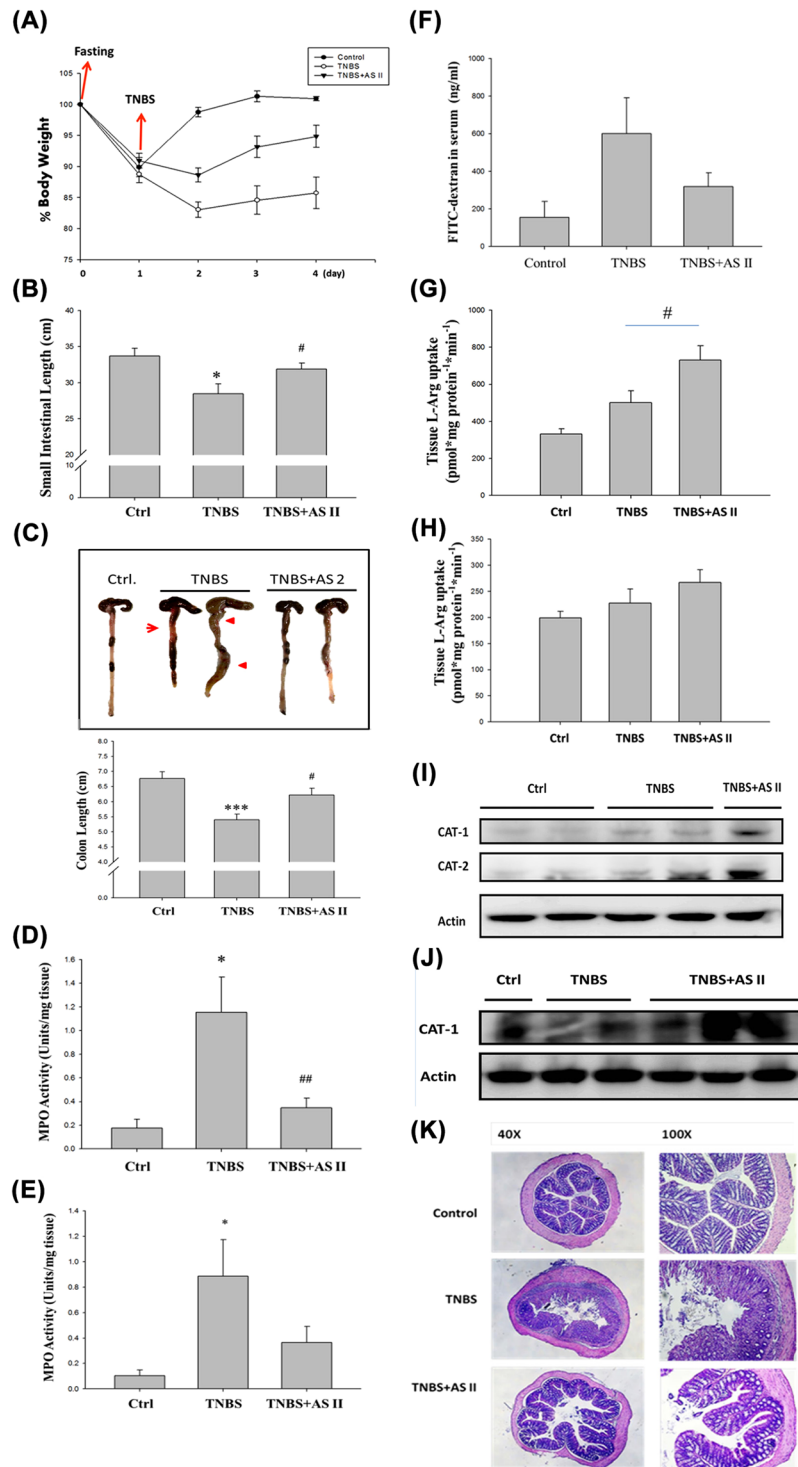 (A)
Fasting
TNBS
Control
TNBS
TNBS+AS II
% Body Weight
105
100
95
90
85
80
75
0 1 2 3 4 (day)
(B)
Small Intestinal Length (cm)
40
35
30
25
20
10
0
*
#
Ctrl TNBS TNBS+AS II
(C)
Ctrl. TNBS TNBS+AS 2
Colon Length (cm)
8.0
7.5
7.0
6.5
6.0
5.5
5.0
4.5
4.0
0.0
***
#
Ctrl TNBS TNBS+AS II
(D)
MPO Activity (Units/mg tissue)
1.6
1.4
1.2
1.0
0.8
0.6
0.4
0.2
0.0
*
##
Ctrl TNBS TNBS+AS II
(E)
MPO Activity (Units/mg tissue)
1.4
1.2
1.0
0.8
0.6
0.4
0.2
0.0
*
Ctrl TNBS TNBS+AS II
(F)
FITC-dextran in serum (ng/ml)
1000
800
600
400
200
0
Control TNBS TNBS+AS II
(G)
Tissue L-Arg uptake
(pmol*mg protein⁻¹*min⁻¹)
1000
800
600
400
200
0
#
Ctrl TNBS TNBS+AS II
(H)
Tissue L-Arg uptake
(pmol*mg protein⁻¹*min⁻¹)
350
300
250
200
150
100
50
0
Ctrl TNBS TNBS+AS II
(I)
Ctrl TNBS TNBS+AS II
CAT-1
CAT-2
Actin
(J)
Ctrl TNBS TNBS+AS II
CAT-1
Actin
(K)
40X 100X
Control
TNBS
TNBS+AS II